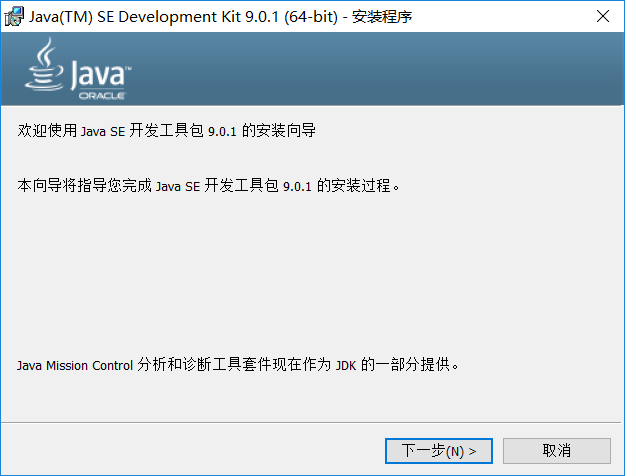 Java(TM) SE Development Kit 9.0.1 (64-bit) - 安装程序
Java™
ORACLE
欢迎使用 Java SE 开发工具包 9.0.1 的安装向导
本向导将指导您完成 Java SE 开发工具包 9.0.1 的安装过程。
Java Mission Control 分析和诊断工具套件现在作为 JDK 的一部分提供。
下一步(N) >
取消